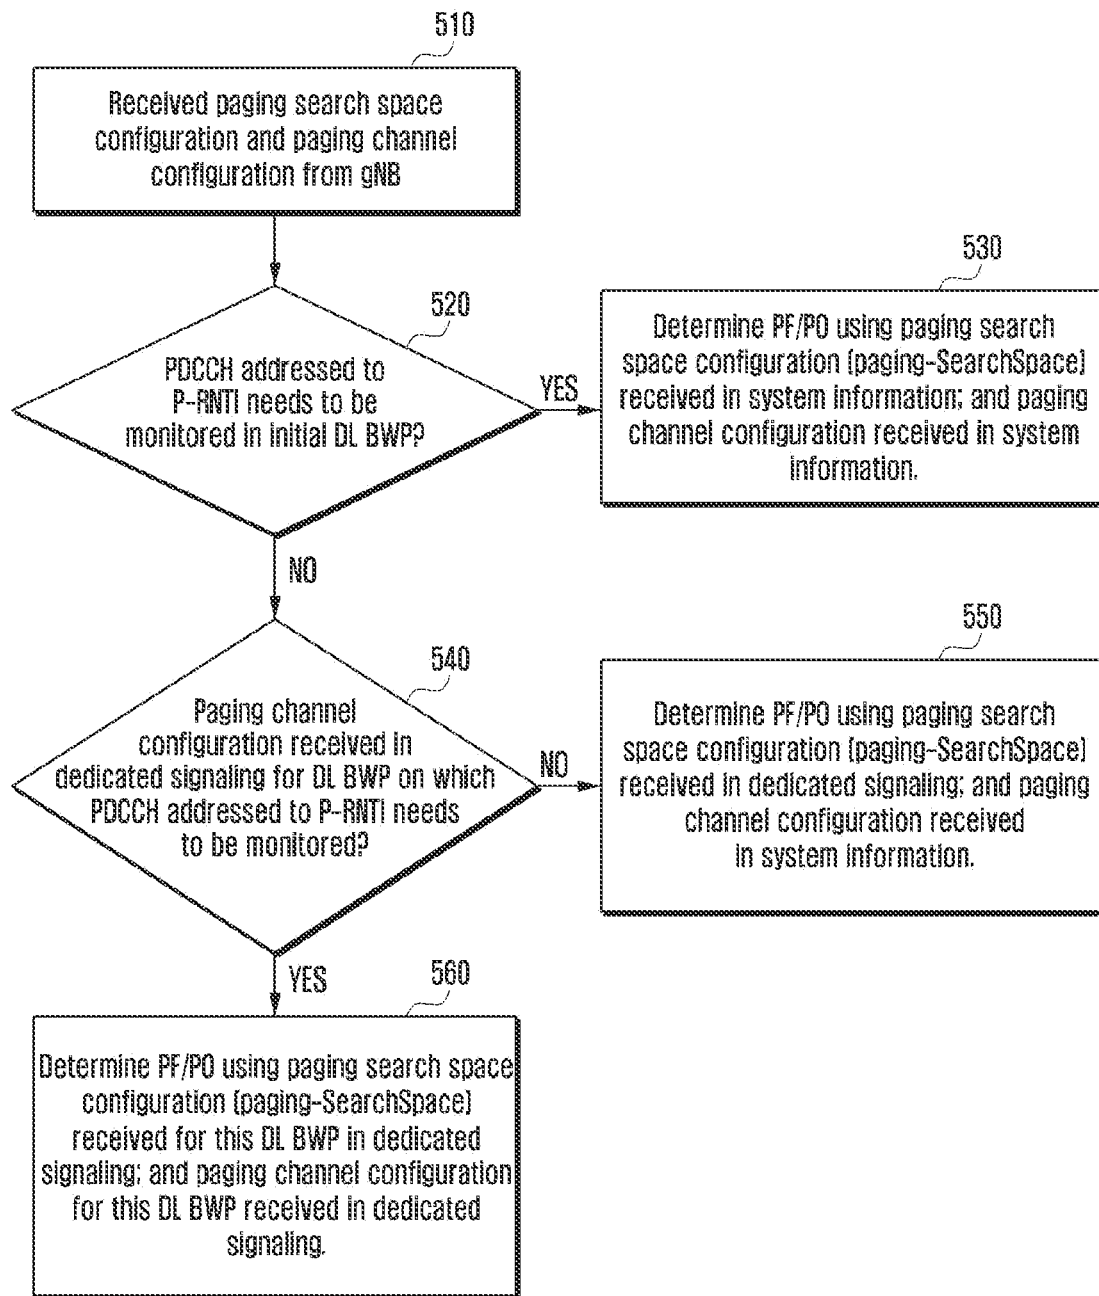 510
Received paging search space
configuration and paging channel
configuration from gNB
520
PDCCH addressed to
P-RNTI needs to be
monitored in initial DL BWP?
YES
530
Determine PF/PO using paging search
space configuration (paging-SearchSpace)
received in system information; and paging
channel configuration received in system
information.
NO
540
Paging channel
configuration received in
dedicated signaling for DL BWP on which
PDCCH addressed to P-RNTI needs
to be monitored?
NO
550
Determine PF/PO using paging search
space configuration (paging-SearchSpace)
received in dedicated signaling; and paging
channel configuration received
in system information.
YES
560
Determine PF/PO using paging search space
configuration (paging-SearchSpace)
received for this DL BWP in dedicated
signaling; and paging channel configuration
for this DL BWP received in dedicated
signaling.